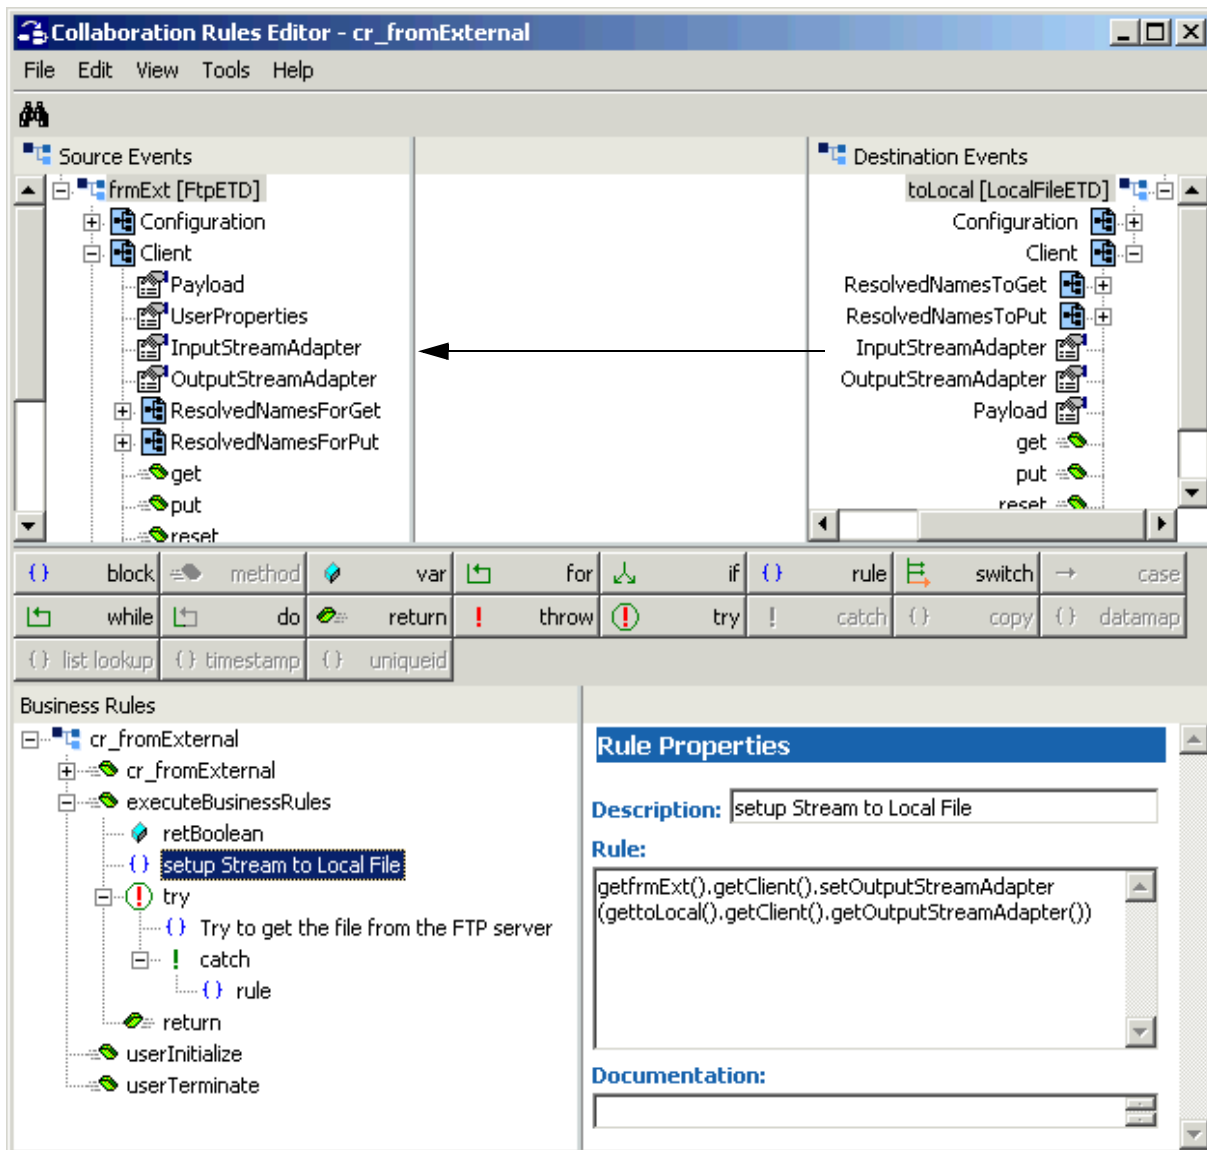 Collaboration Rules Editor - cr_fromExternal
File Edit View Tools Help
Source Events
Destination Events
frmExt [FtpETD]
toLocal [LocalFileETD]
Configuration
Configuration
Client
Client
Payload
ResolvedNamesToGet
UserProperties
ResolvedNamesToPut
InputStreamAdapter
InputStreamAdapter
OutputStreamAdapter
OutputStreamAdapter
ResolvedNamesForGet
Payload
ResolvedNamesForPut
get
get
put
put
reset
reset
{} block method var for if {} rule switch case
while do return ! throw ! try ! catch {} copy {} datamap
{} list lookup {} timestamp {} uniqueid
Business Rules
cr_fromExternal
cr_fromExternal
executeBusinessRules
retBoolean
{} setup Stream to Local File
! try
{} Try to get the file from the FTP server
! catch
{} rule
return
userInitialize
userTerminate
Rule Properties
Description: setup Stream to Local File
Rule:
getfrmExt().getClient().setOutputStreamAdapter
(gettoLocal().getClient().getOutputStreamAdapter())
Documentation: